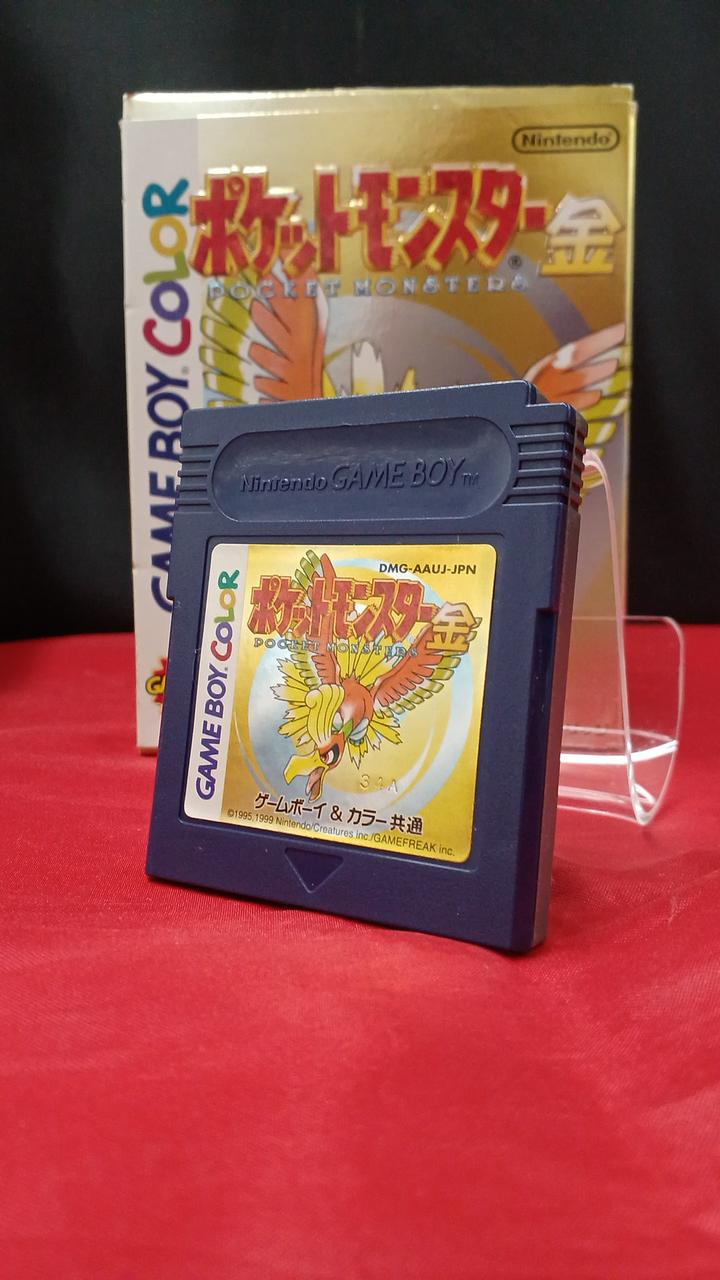 Nintendo
ポケットモンスター金
®
POCKET MONSTERS
GAME BOY COLOR
Nintendo GAME BOY™
DMG-AAUJ-JPN
ポケットモンスター金
POCKET MONSTERS
GAME BOY COLOR
34A
ゲームボーイ & カラー共通
©1995,1999 Nintendo/Creatures inc./GAMEFREAK inc.